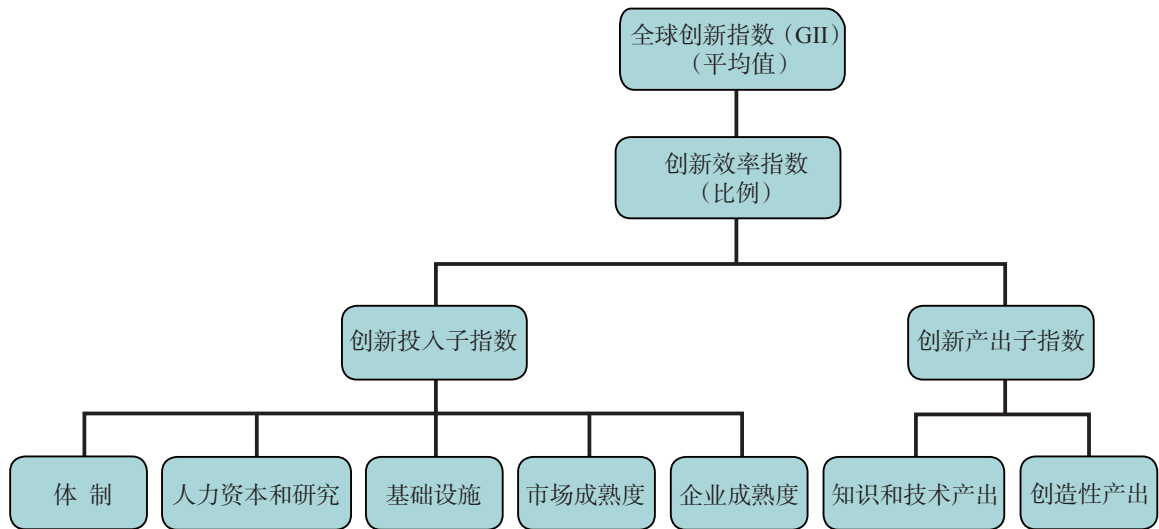 全球创新指数（GII）
（平均值）
创新效率指数
（比例）
创新投入子指数
创新产出子指数
体 制
人力资本和研究
基础设施
市场成熟度
企业成熟度
知识和技术产出
创造性产出